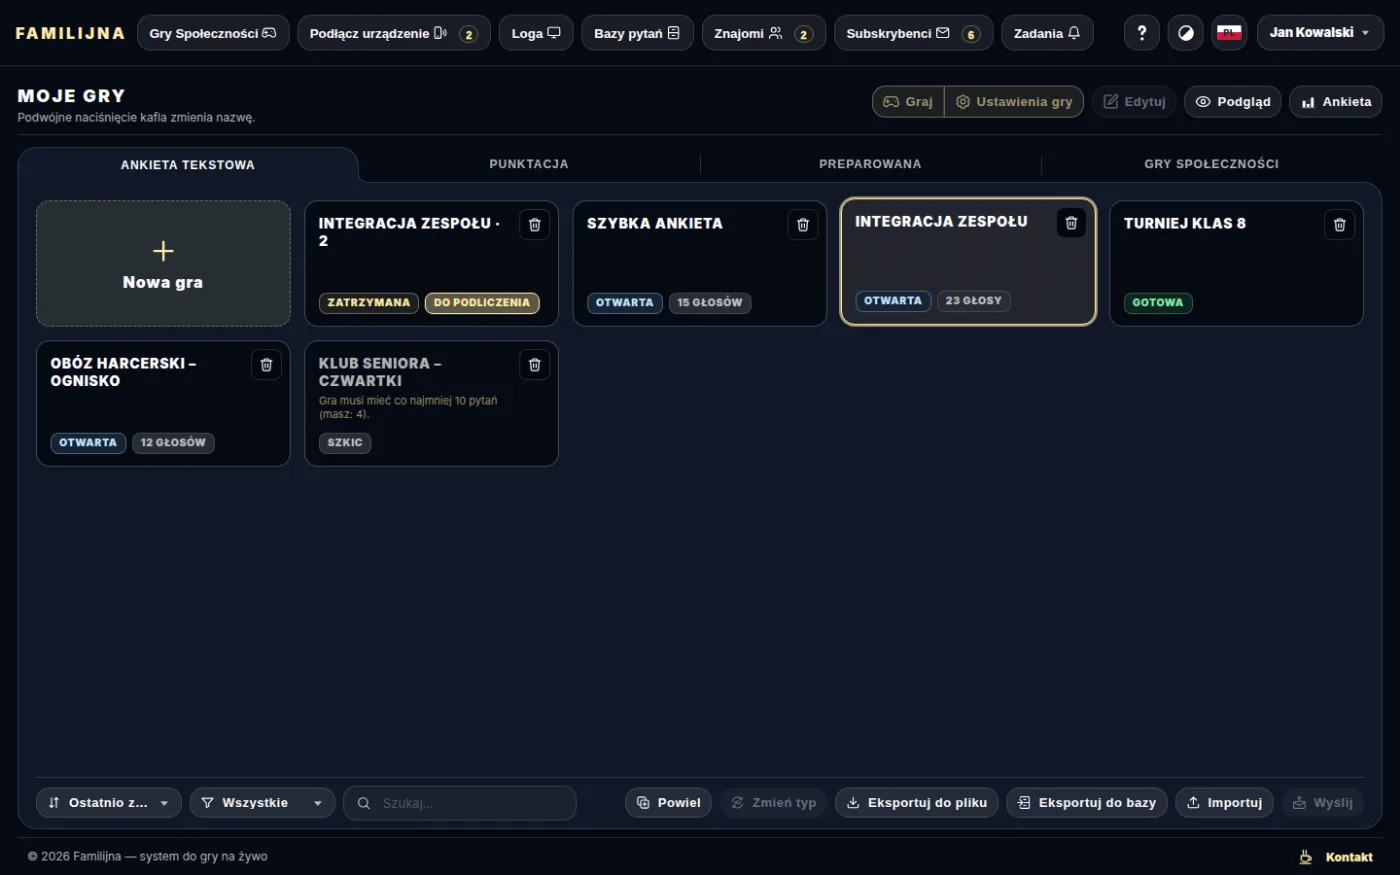 FAMILIJNA
Gry Społeczności
Podłącz urządzenie 2
Loga
Bazy pytań
Znajomi 2
Subskrybenci 6
Zadania
?
PL
Jan Kowalski
MOJE GRY
Podwójne naciśnięcie kafla zmienia nazwę.
Graj
Ustawienia gry
Edytuj
Podgląd
Ankieta
ANKIETA TEKSTOWA
PUNKTACJA
PREPAROWANA
GRY SPOŁECZNOŚCI
Nowa gra
INTEGRACJA ZESPOŁU ·
2
ZATRZYMANA DO PODLICZENIA
SZYBKA ANKIETA
OTWARTA 15 GŁOSÓW
INTEGRACJA ZESPOŁU
OTWARTA 23 GŁOSY
TURNIEJ KLAS 8
GOTOWA
OBÓZ HARCERSKI –
OGNISKO
OTWARTA 12 GŁOSÓW
KLUB SENIORA –
CZWARTKI
Gra musi mieć co najmniej 10 pytań
(masz: 4).
SZKIC
Ostatnio z...
Wszystkie
Szukaj...
Powiel
Zmień typ
Eksportuj do pliku
Eksportuj do bazy
Importuj
Wyślij
© 2026 Familijna — system do gry na żywo
Kontakt